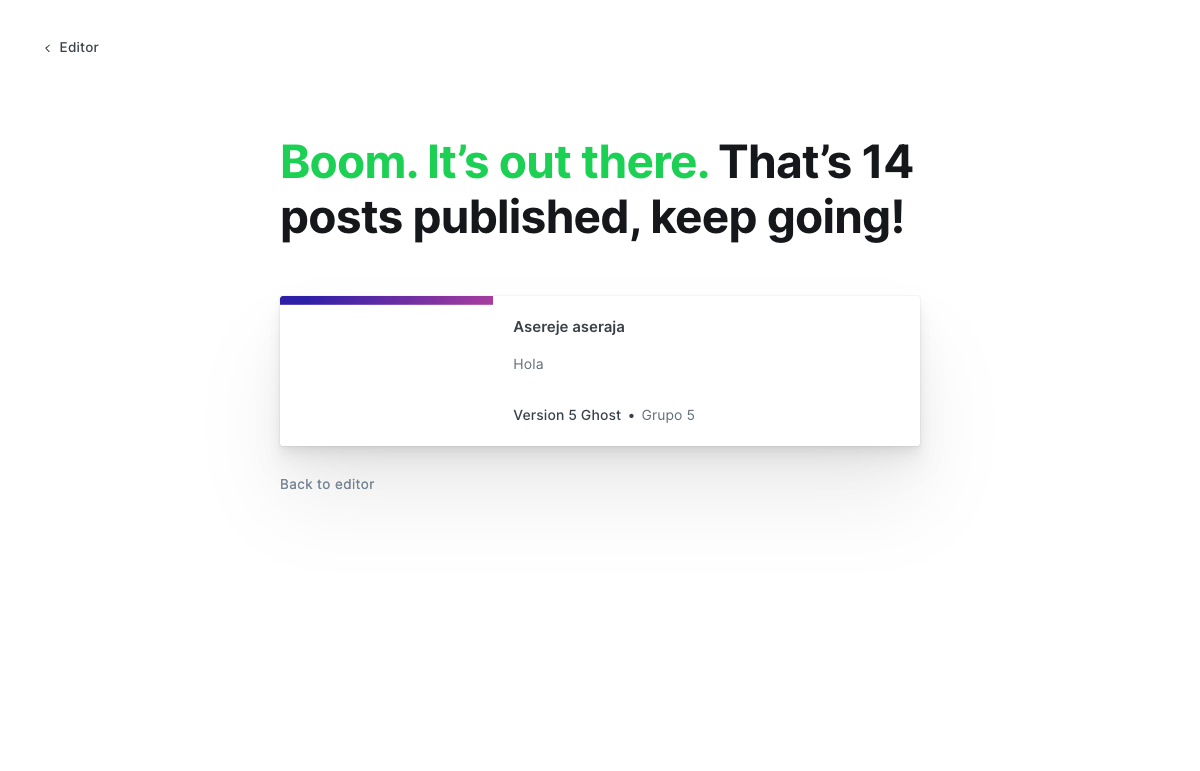 Editor
Boom. It’s out there. That’s 14
posts published, keep going!
Asereje aseraja
Hola
Version 5 Ghost • Grupo 5
Back to editor